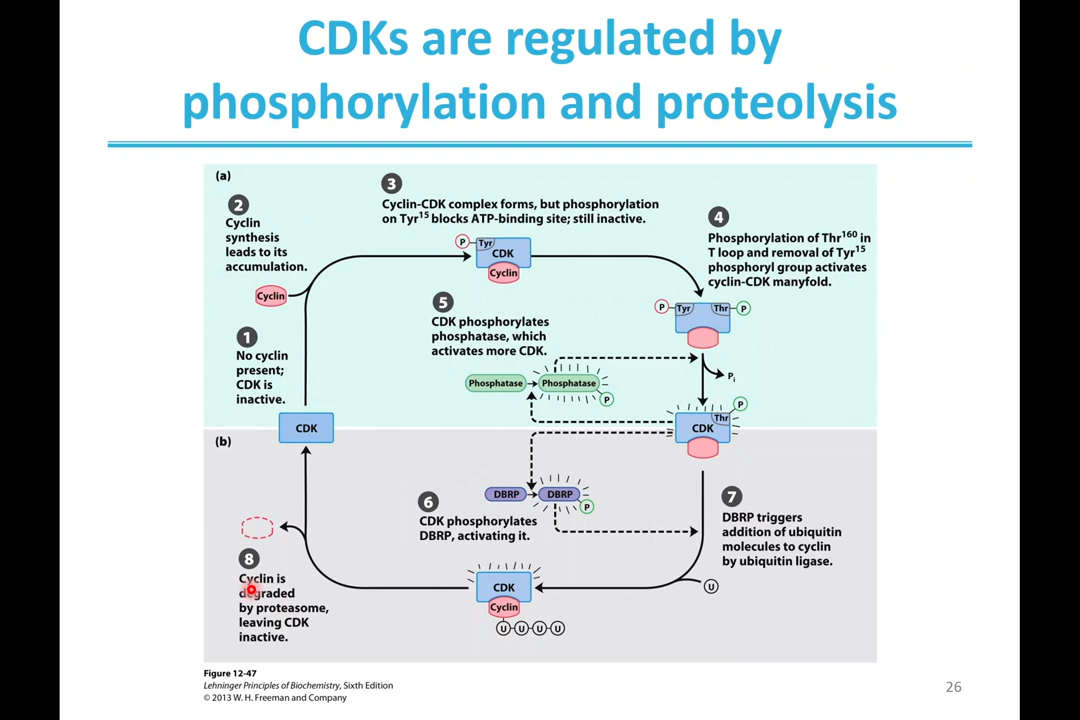 CDKs are regulated by
phosphorylation and proteolysis
(a)
3
Cyclin-CDK complex forms, but phosphorylation
on Tyr15 blocks ATP-binding site; still inactive.
2
Cyclin
synthesis
leads to its
accumulation.
4
Phosphorylation of Thr160 in
T loop and removal of Tyr15
phosphoryl group activates
cyclin-CDK manyfold.
P
Tyr
CDK
Cyclin
Cyclin
5
CDK phosphorylates
phosphatase, which
activates more CDK.
P
Tyr
Thr
P
1
No cyclin
present;
CDK is
inactive.
Phosphatase
Phosphatase
P
Pi
P
Thr
CDK
CDK
(b)
6
CDK phosphorylates
DBRP, activating it.
DBRP
DBRP
P
7
DBRP triggers
addition of ubiquitin
molecules to cyclin
by ubiquitin ligase.
8
Cyclin is
degraded
by proteasome,
leaving CDK
inactive.
CDK
Cyclin
U U U U
U
Figure 12-47
Lehninger Principles of Biochemistry, Sixth Edition
© 2013 W. H. Freeman and Company
26